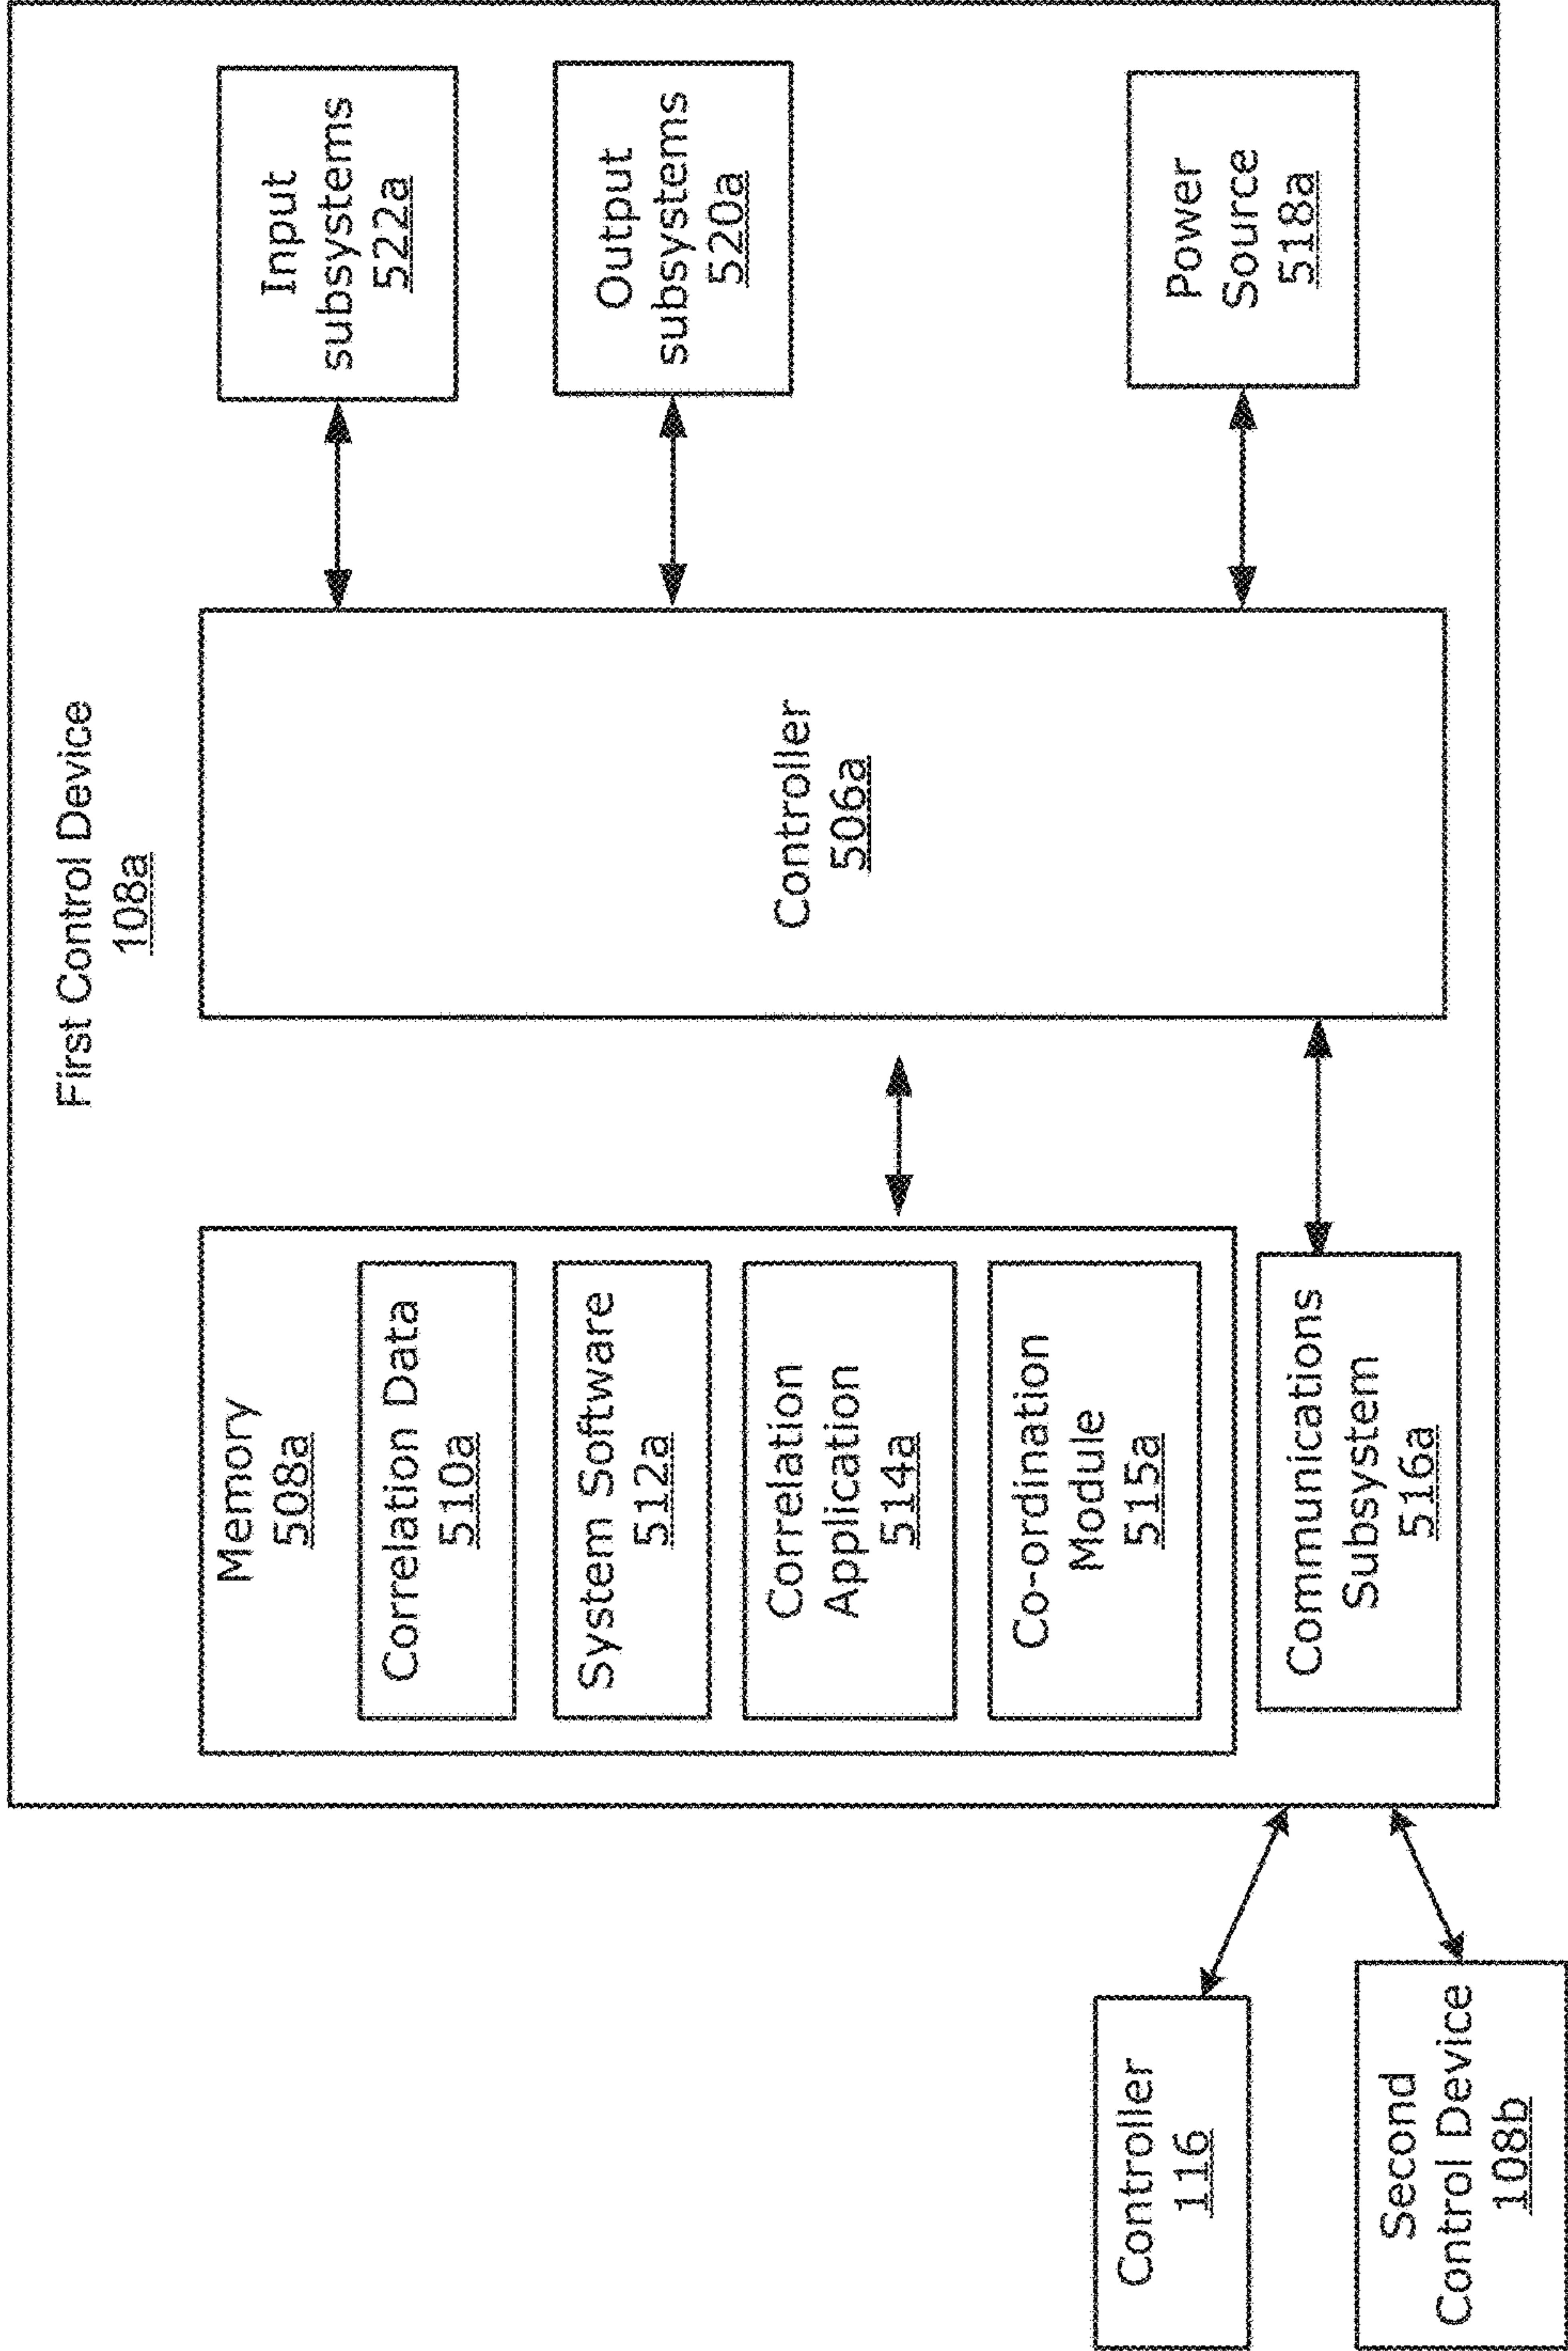 First Control Device
108a
Memory
508a
Correlation Data
510a
System Software
512a
Correlation
Application
514a
Co-ordination
Module
515a
Communications
Subsystem
516a
Controller
506a
Input
subsystems
522a
Output
subsystems
520a
Power
Source
518a
Controller
116
Second
Control Device
108b